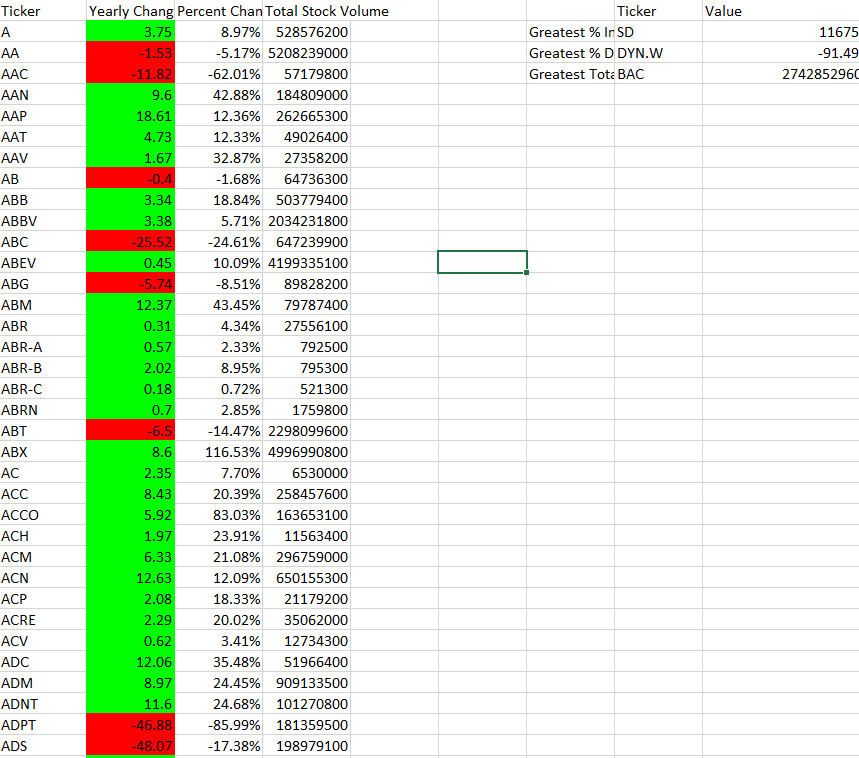 Ticker Yearly Chang Percent Chan Total Stock Volume Ticker Value
A 3.75 8.97% 528576200 Greatest % In SD 11675
AA -1.53 -5.17% 5208239000 Greatest % D DYN.W -91.49
AAC -11.82 -62.01% 57179800 Greatest Tota BAC 2742852960
AAN 9.6 42.88% 184809000
AAP 18.61 12.36% 262665300
AAT 4.73 12.33% 49026400
AAV 1.67 32.87% 27358200
AB -0.4 -1.68% 64736300
ABB 3.34 18.84% 503779400
ABBV 3.38 5.71% 2034231800
ABC -25.52 -24.61% 647239900
ABEV 0.45 10.09% 4199335100
ABG -5.74 -8.51% 89828200
ABM 12.37 43.45% 79787400
ABR 0.31 4.34% 27556100
ABR-A 0.57 2.33% 792500
ABR-B 2.02 8.95% 795300
ABR-C 0.18 0.72% 521300
ABRN 0.7 2.85% 1759800
ABT -6.5 -14.47% 2298099600
ABX 8.6 116.53% 4996990800
AC 2.35 7.70% 6530000
ACC 8.43 20.39% 258457600
ACCO 5.92 83.03% 163653100
ACH 1.97 23.91% 11563400
ACM 6.33 21.08% 296759000
ACN 12.63 12.09% 650155300
ACP 2.08 18.33% 21179200
ACRE 2.29 20.02% 35062000
ACV 0.62 3.41% 12734300
ADC 12.06 35.48% 51966400
ADM 8.97 24.45% 909133500
ADNT 11.6 24.68% 101270800
ADPT -46.88 -85.99% 181359500
ADS -48.07 -17.38% 198979100